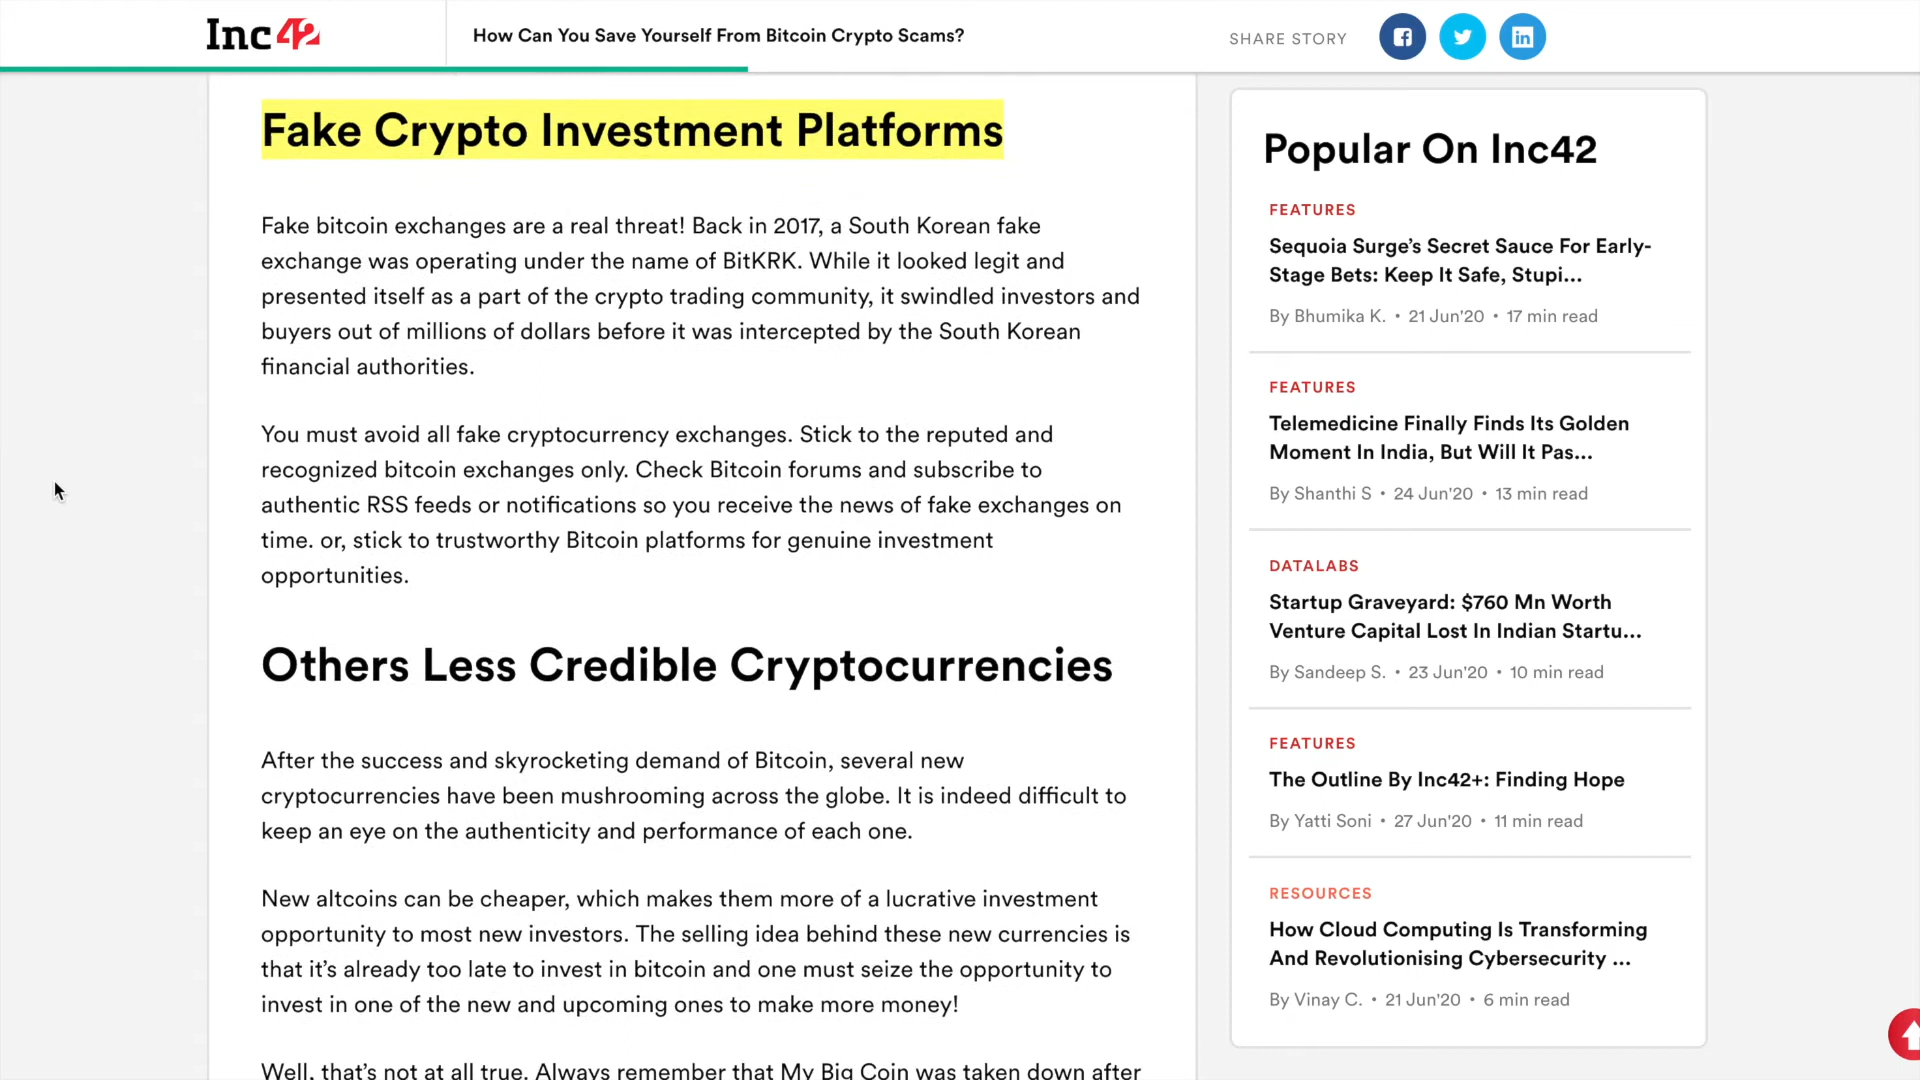 Inc42
How Can You Save Yourself From Bitcoin Crypto Scams?
SHARE STORY
Fake Crypto Investment Platforms
Fake bitcoin exchanges are a real threat! Back in 2017, a South Korean fake
exchange was operating under the name of BitKRK. While it looked legit and
presented itself as a part of the crypto trading community, it swindled investors and
buyers out of millions of dollars before it was intercepted by the South Korean
financial authorities.
You must avoid all fake cryptocurrency exchanges. Stick to the reputed and
recognized bitcoin exchanges only. Check Bitcoin forums and subscribe to
authentic RSS feeds or notifications so you receive the news of fake exchanges on
time. or, stick to trustworthy Bitcoin platforms for genuine investment
opportunities.
Others Less Credible Cryptocurrencies
After the success and skyrocketing demand of Bitcoin, several new
cryptocurrencies have been mushrooming across the globe. It is indeed difficult to
keep an eye on the authenticity and performance of each one.
New altcoins can be cheaper, which makes them more of a lucrative investment
opportunity to most new investors. The selling idea behind these new currencies is
that it's already too late to invest in bitcoin and one must seize the opportunity to
invest in one of the new and upcoming ones to make more money!
Well, that's not at all true. Always remember that My Big Coin was taken down after
Popular On Inc42
FEATURES
Sequoia Surge's Secret Sauce For Early-
Stage Bets: Keep It Safe, Stupi...
By Bhumika K. • 21 Jun'20 • 17 min read
FEATURES
Telemedicine Finally Finds Its Golden
Moment In India, But Will It Pas...
By Shanthi S • 24 Jun'20 • 13 min read
DATALABS
Startup Graveyard: $760 Mn Worth
Venture Capital Lost In Indian Startu...
By Sandeep S. • 23 Jun'20 • 10 min read
FEATURES
The Outline By Inc42+: Finding Hope
By Yatti Soni • 27 Jun'20 • 11 min read
RESOURCES
How Cloud Computing Is Transforming
And Revolutionising Cybersecurity ...
By Vinay C. • 21 Jun'20 • 6 min read